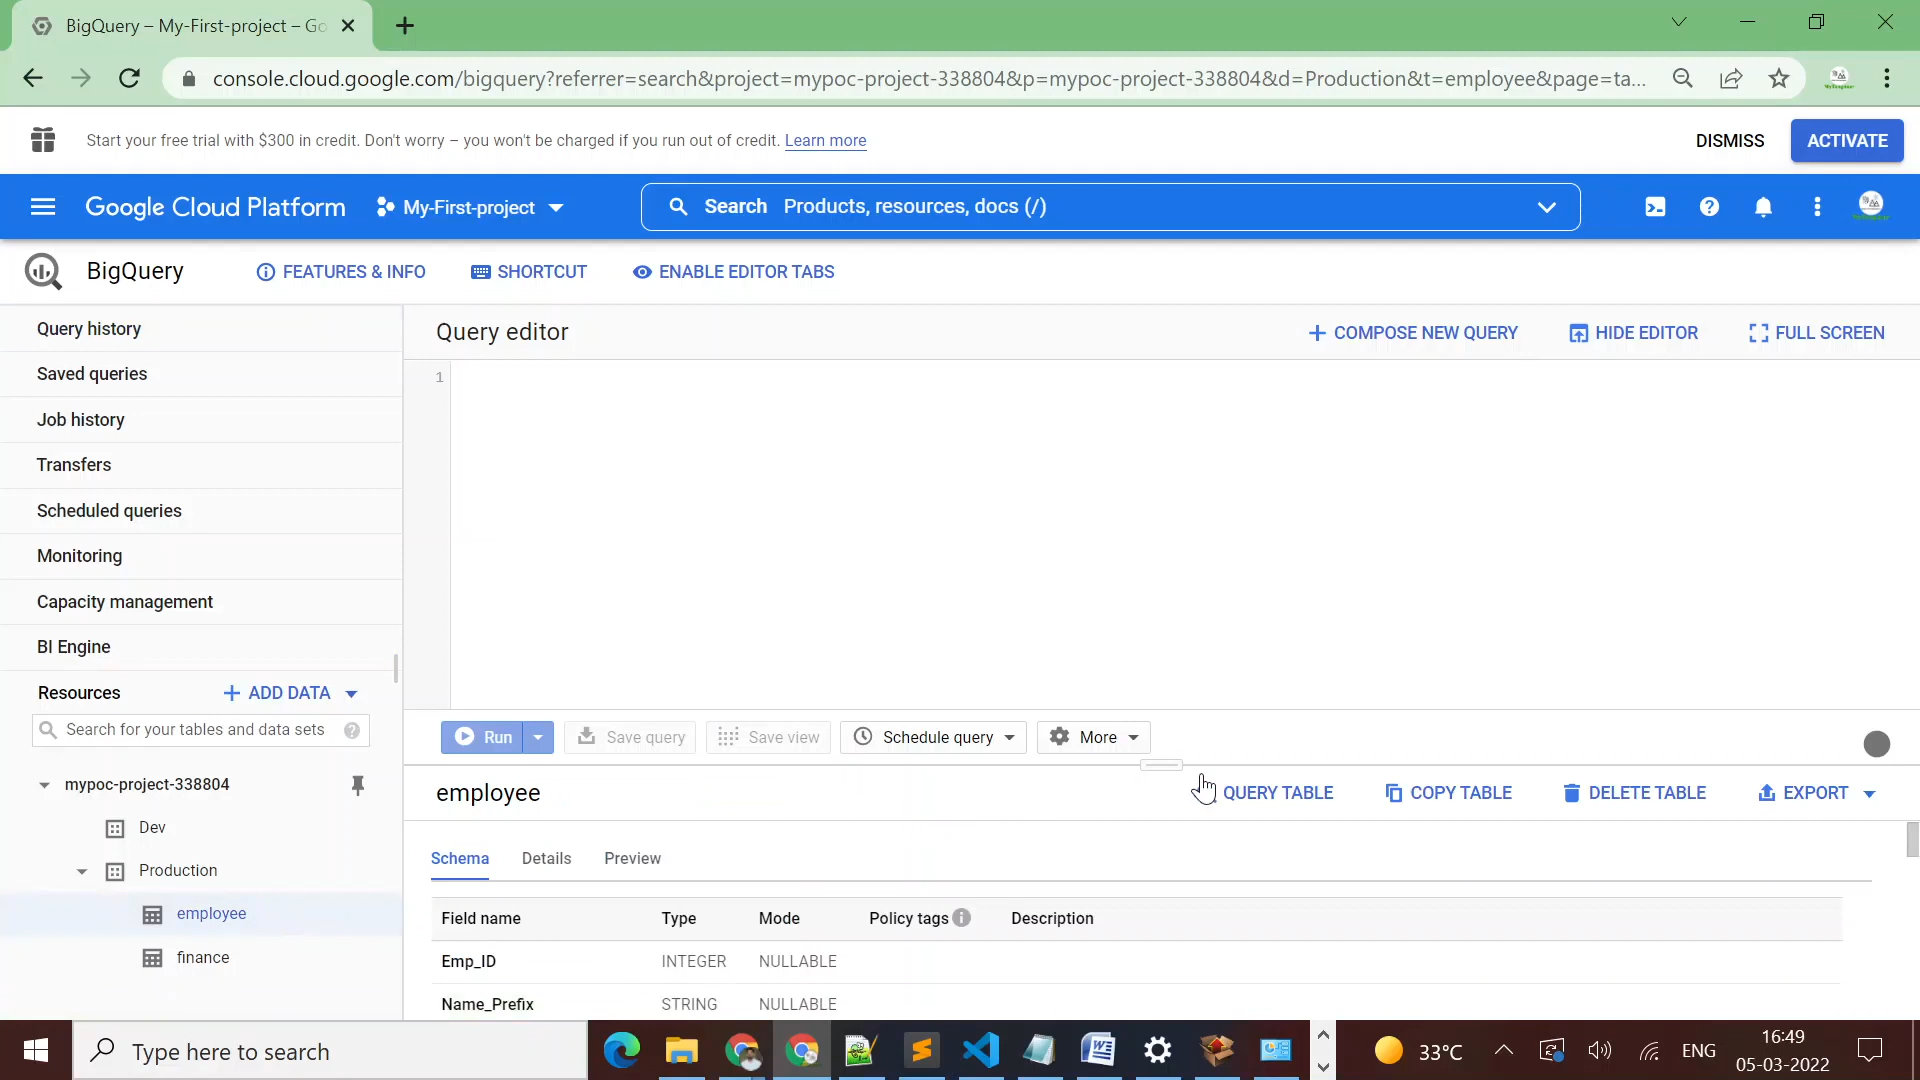 BigQuery – My-First-project – Go
console.cloud.google.com/bigquery?referrer=search&project=mypoc-project-338804&p=mypoc-project-338804&d=Production&t=employee&page=ta...
Start your free trial with $300 in credit. Don't worry – you won't be charged if you run out of credit. Learn more
DISMISS
ACTIVATE
Google Cloud Platform
My-First-project
Search Products, resources, docs (/)
BigQuery
FEATURES & INFO
SHORTCUT
ENABLE EDITOR TABS
Query history
Saved queries
Job history
Transfers
Scheduled queries
Monitoring
Capacity management
BI Engine
Resources
ADD DATA
Search for your tables and data sets
mypoc-project-338804
Dev
Production
employee
finance
Query editor
COMPOSE NEW QUERY
HIDE EDITOR
FULL SCREEN
1
Run
Save query
Save view
Schedule query
More
employee
QUERY TABLE
COPY TABLE
DELETE TABLE
EXPORT
Schema Details Preview
Field name Type Mode Policy tags Description
Emp_ID INTEGER NULLABLE
Name_Prefix STRING NULLABLE
Type here to search
33°C
ENG
16:49
05-03-2022